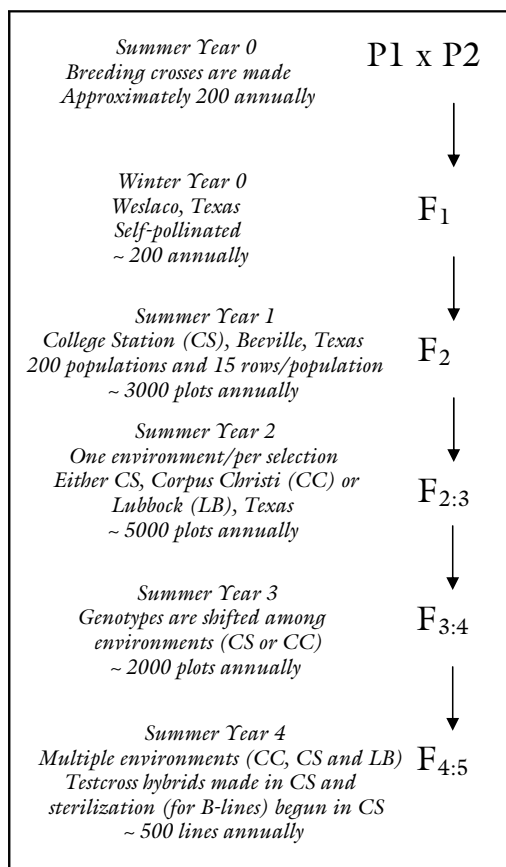 Summer Year 0
Breeding crosses are made
Approximately 200 annually
P1 x P2
Winter Year 0
Weslaco, Texas
Self-pollinated
~ 200 annually
F1
Summer Year 1
College Station (CS), Beeville, Texas
200 populations and 15 rows/population
~ 3000 plots annually
F2
Summer Year 2
One environment/per selection
Either CS, Corpus Christi (CC) or
Lubbock (LB), Texas
~ 5000 plots annually
F2:3
Summer Year 3
Genotypes are shifted among
environments (CS or CC)
~ 2000 plots annually
F3:4
Summer Year 4
Multiple environments (CC, CS and LB)
Testcross hybrids made in CS and
sterilization (for B-lines) begun in CS
~ 500 lines annually
F4:5